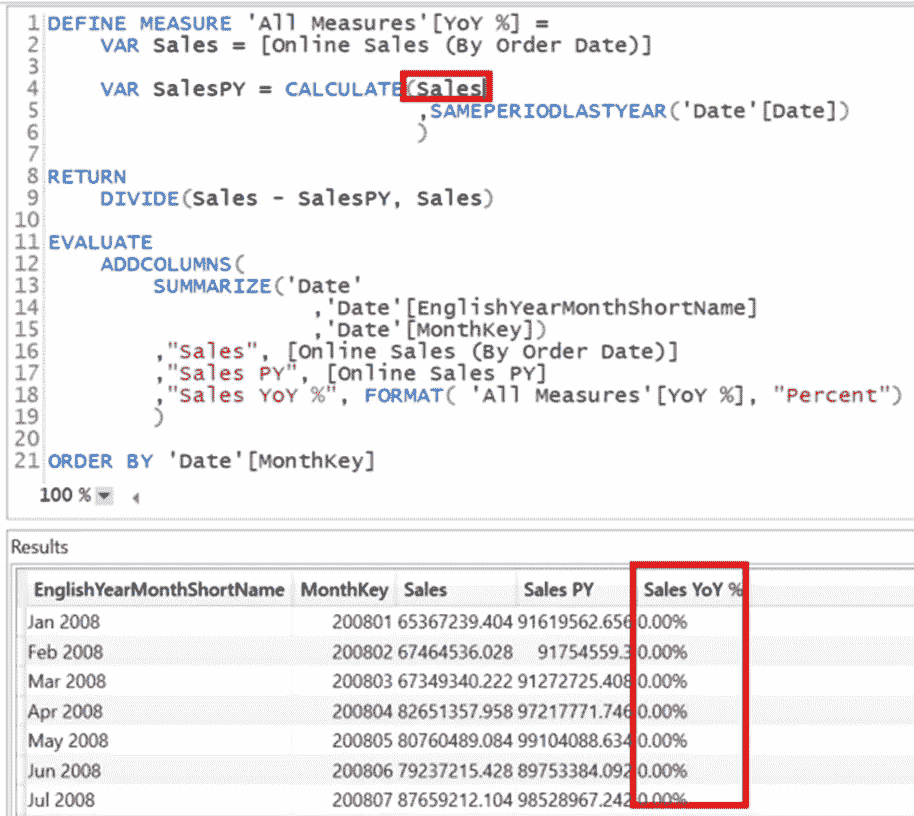 1 DEFINE MEASURE 'All Measures'[YoY %] =
2 VAR Sales = [Online Sales (By Order Date)]
3
4 VAR SalesPY = CALCULATE(Sales
5 ,SAMEPERIODLASTYEAR('Date'[Date])
6 )
7
8 RETURN
9 DIVIDE(Sales - SalesPY, Sales)
10
11 EVALUATE
12 ADDCOLUMNS(
13 SUMMARIZE('Date'
14 ,'Date'[EnglishYearMonthShortName]
15 ,'Date'[MonthKey])
16 ,"Sales", [Online Sales (By Order Date)]
17 ,"Sales PY", [Online Sales PY]
18 ,"Sales YoY %", FORMAT( 'All Measures'[YoY %], "Percent")
19 )
20
21 ORDER BY 'Date'[MonthKey]
100 %
Results
EnglishYearMonthShortName MonthKey Sales Sales PY Sales YoY %
Jan 2008 200801 65367239.404 91619562.656 0.00%
Feb 2008 200802 67464536.028 91754559.3 0.00%
Mar 2008 200803 67349340.222 91272725.408 0.00%
Apr 2008 200804 82651357.958 97217771.746 0.00%
May 2008 200805 80760489.084 99104088.634 0.00%
Jun 2008 200806 79237215.428 89753384.092 0.00%
Jul 2008 200807 87659212.104 98528967.242 0.00%